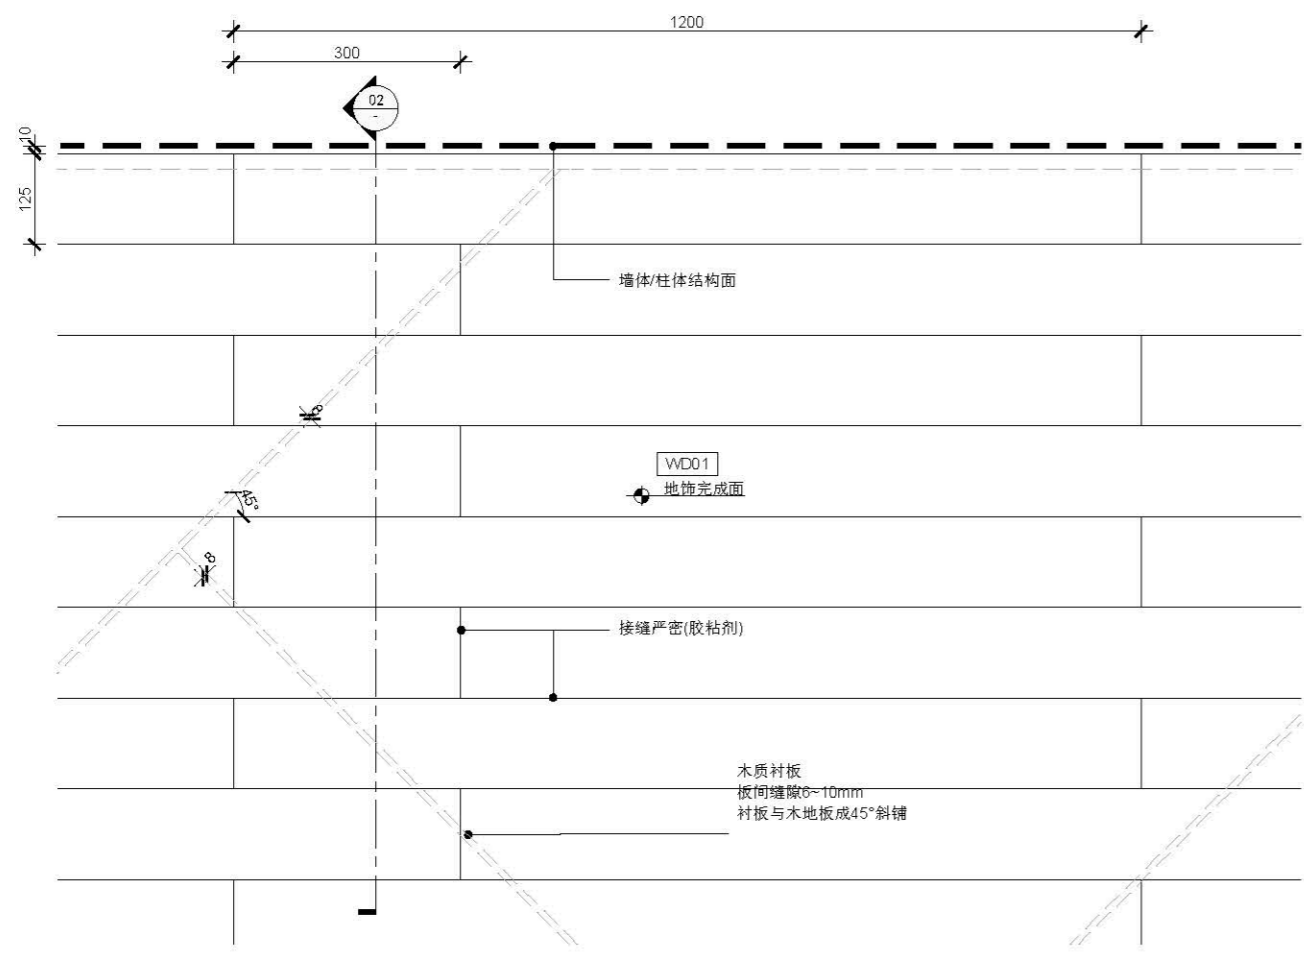 1200
300
02
-
10
125
墙体/柱体结构面
8
WD01
地饰完成面
45°
8
接缝严密(胶粘剂)
木质衬板
板间缝隙6~10mm
衬板与木地板成45°斜铺